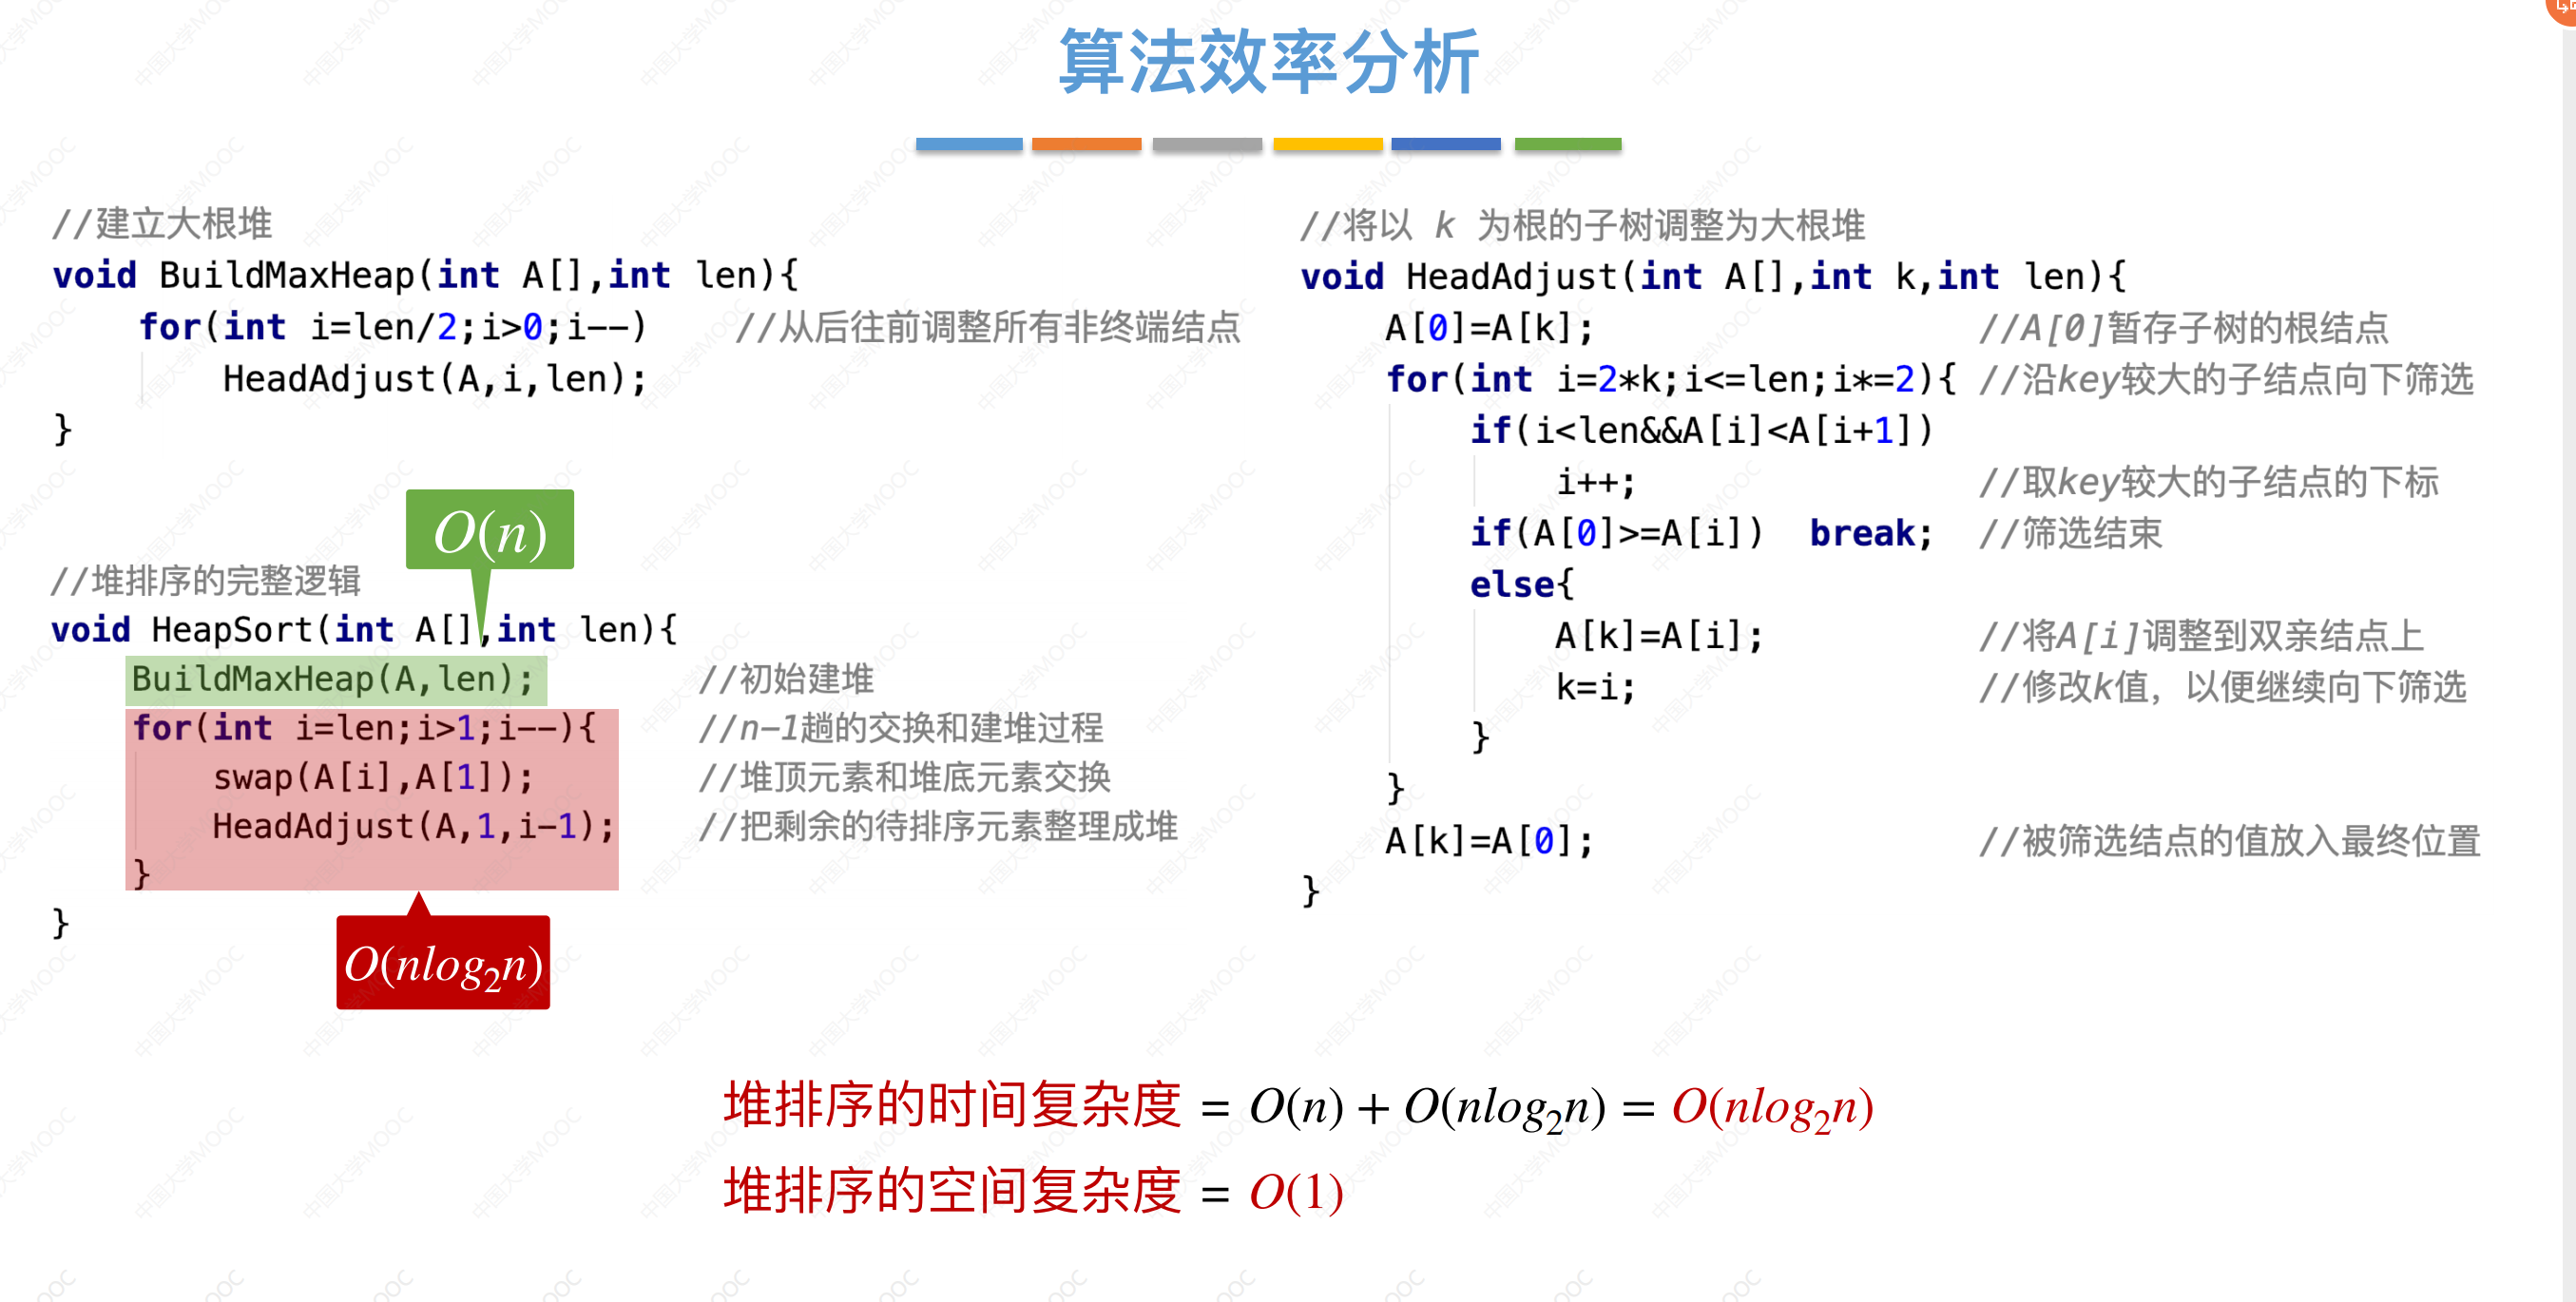 算法效率分析
//建立大根堆
void BuildMaxHeap(int A[],int len){
for(int i=len/2;i>0;i--) //从后往前调整所有非终端结点
HeadAdjust(A,i,len);
}
O(n)
//堆排序的完整逻辑
void HeapSort(int A[],int len){
BuildMaxHeap(A,len); //初始建堆
for(int i=len;i>1;i--){ //n-1趟的交换和建堆过程
swap(A[i],A[1]); //堆顶元素和堆底元素交换
HeadAdjust(A,1,i-1); //把剩余的待排序元素整理成堆
}
}
O(nlog₂n)
//将以 k 为根的子树调整为大根堆
void HeadAdjust(int A[],int k,int len){
A[0]=A[k]; //A[0]暂存子树的根结点
for(int i=2*k;i<=len;i*=2){ //沿key较大的子结点向下筛选
if(i<len&&A[i]<A[i+1])
i++; //取key较大的子结点的下标
if(A[0]>=A[i]) break; //筛选结束
else{
A[k]=A[i]; //将A[i]调整到双亲结点上
k=i; //修改k值，以便继续向下筛选
}
}
A[k]=A[0]; //被筛选结点的值放入最终位置
}
堆排序的时间复杂度 = O(n) + O(nlog₂n) = O(nlog₂n)
堆排序的空间复杂度 = O(1)
中国大学MOOC